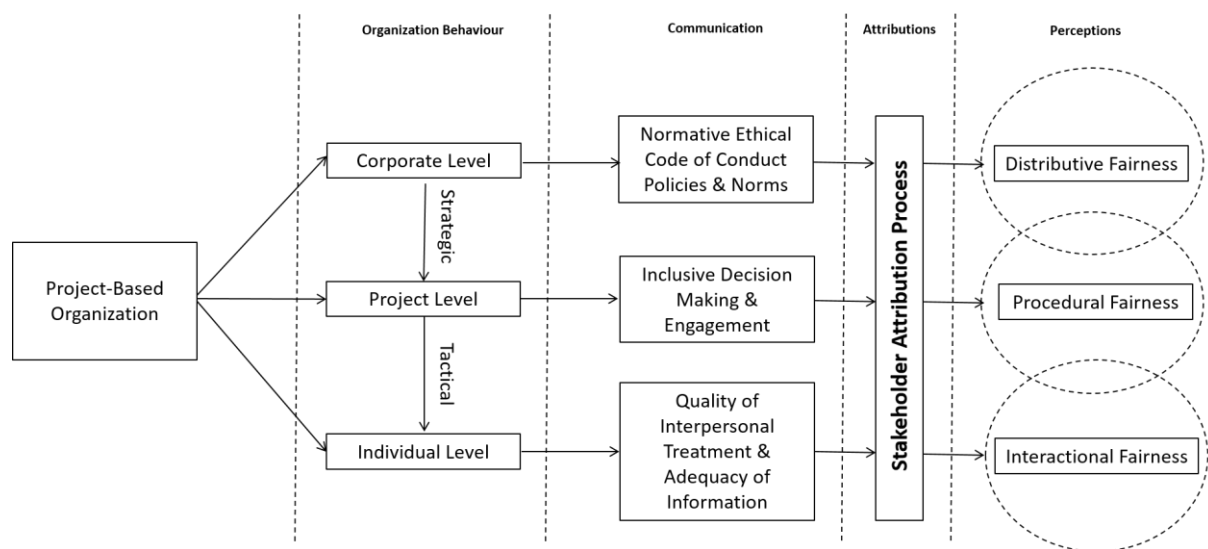 Organization Behaviour
Communication
Attributions
Perceptions
Project-Based
Organization
Corporate Level
Strategic
Project Level
Tactical
Individual Level
Normative Ethical
Code of Conduct
Policies & Norms
Inclusive Decision
Making &
Engagement
Quality of
Interpersonal
Treatment &
Adequacy of
Information
Stakeholder Attribution Process
Distributive Fairness
Procedural Fairness
Interactional Fairness